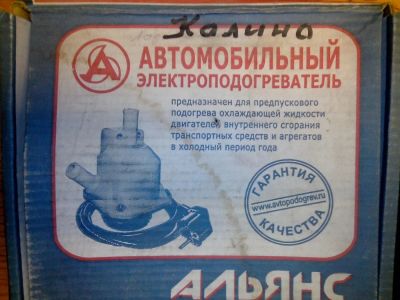 Калина
АВТОМОБИЛЬНЫЙ
ЭЛЕКТРОПОДОГРЕВАТЕЛЬ
предназначен для предпускового
подогрева охлаждающей жидкости
двигателей внутреннего сгорания
транспортных средств и агрегатов
в холодный период года
ГАРАНТИЯ
www.avtopodogrev.ru
КАЧЕСТВА
АЛЬЯНС